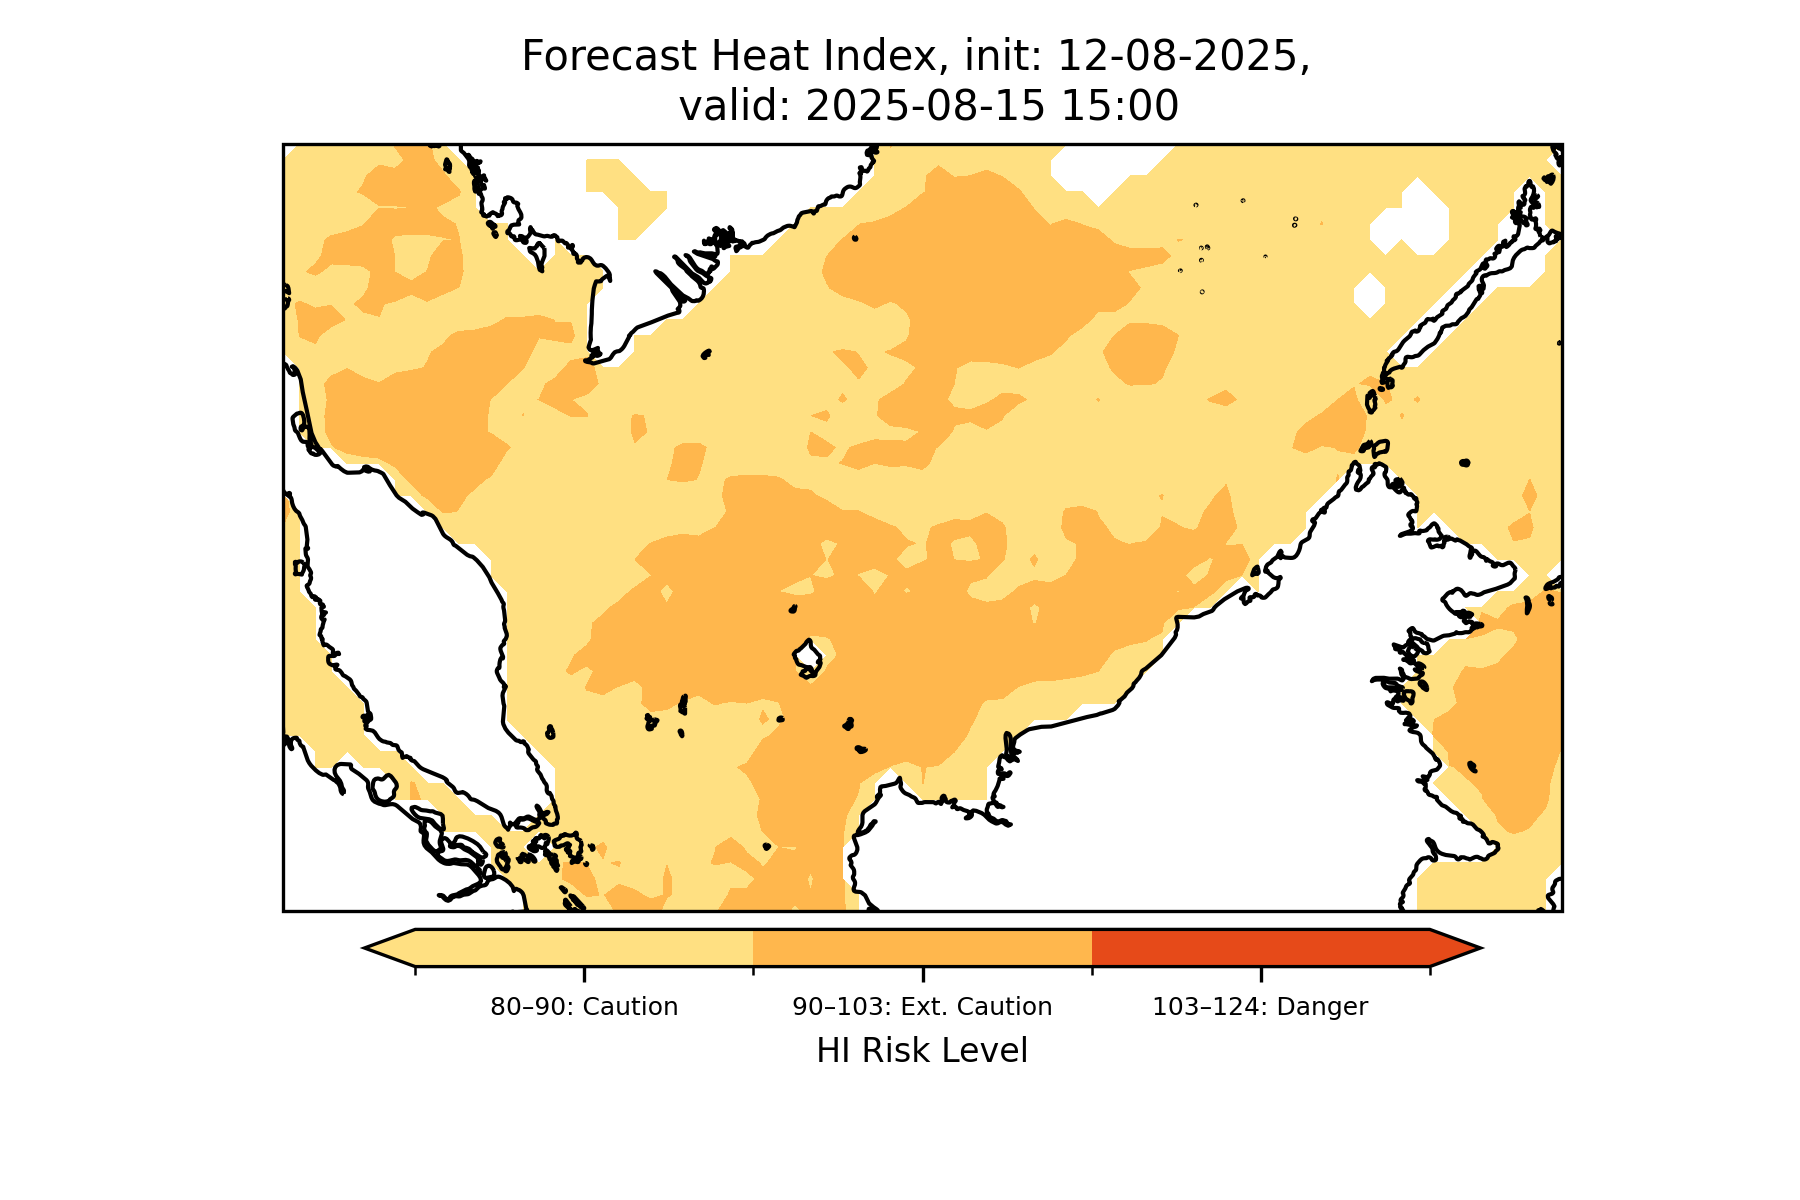 Forecast Heat Index, init: 12-08-2025,
valid: 2025-08-15 15:00
80–90: Caution
90–103: Ext. Caution
103–124: Danger
HI Risk Level